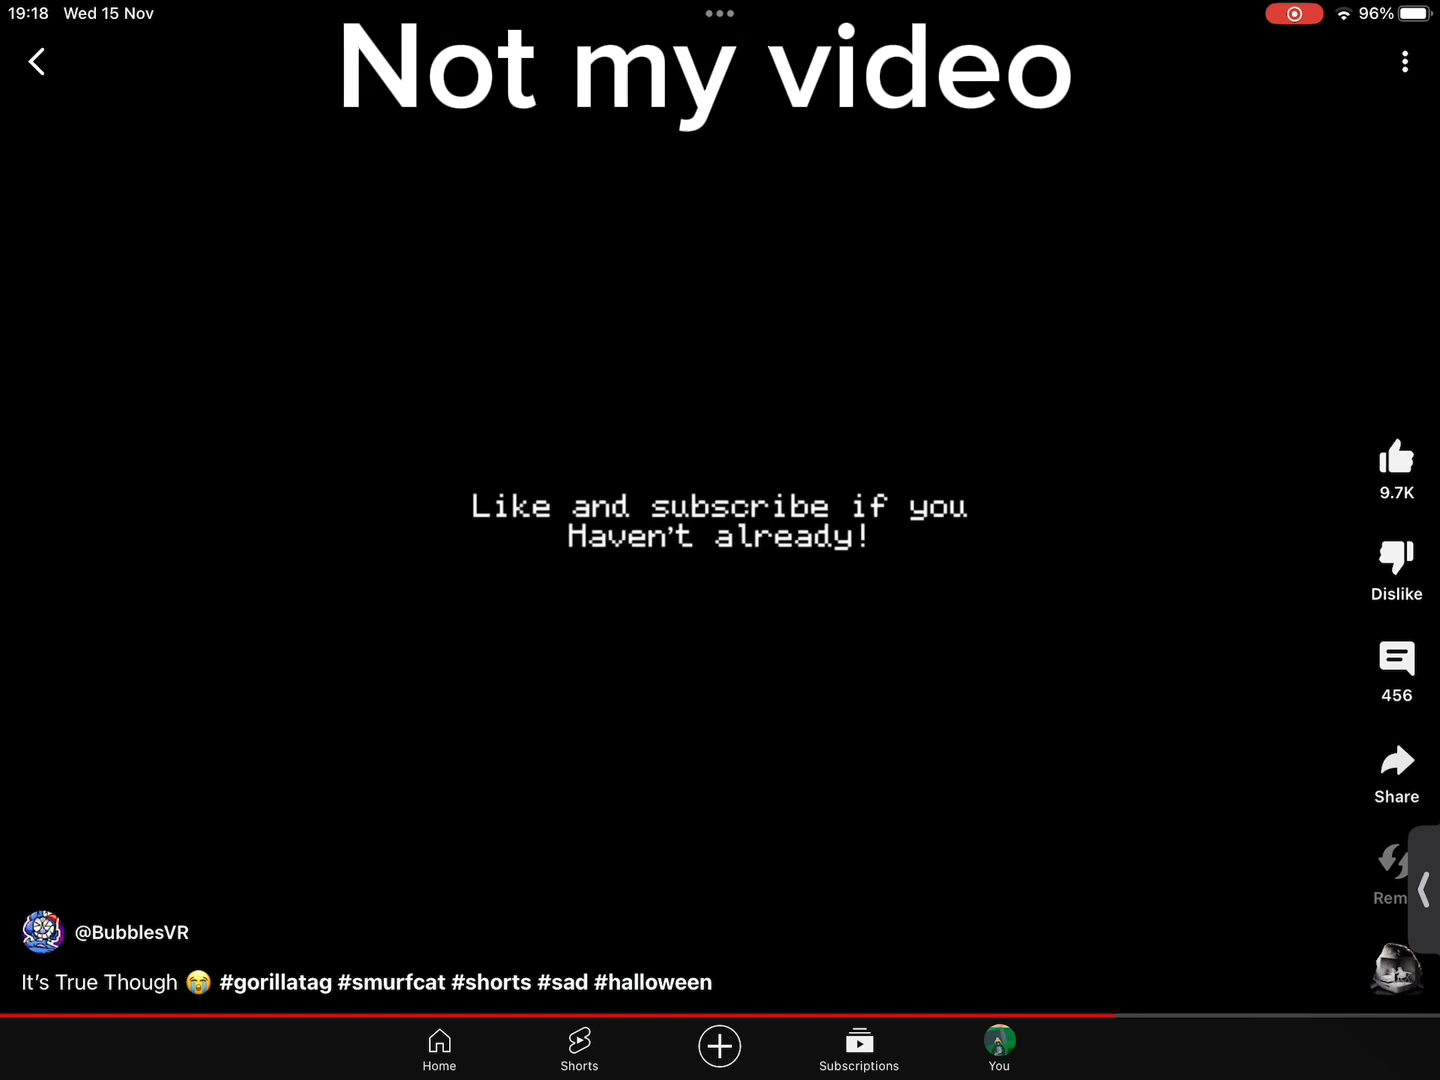 19:18 Wed 15 Nov
96%
Not my video
Like and subscribe if you
Haven't already!
9.7K
Dislike
456
Share
Rem
@BubblesVR
It's True Though 😭 #gorillatag #smurfcat #shorts #sad #halloween
Home
Shorts
Subscriptions
You